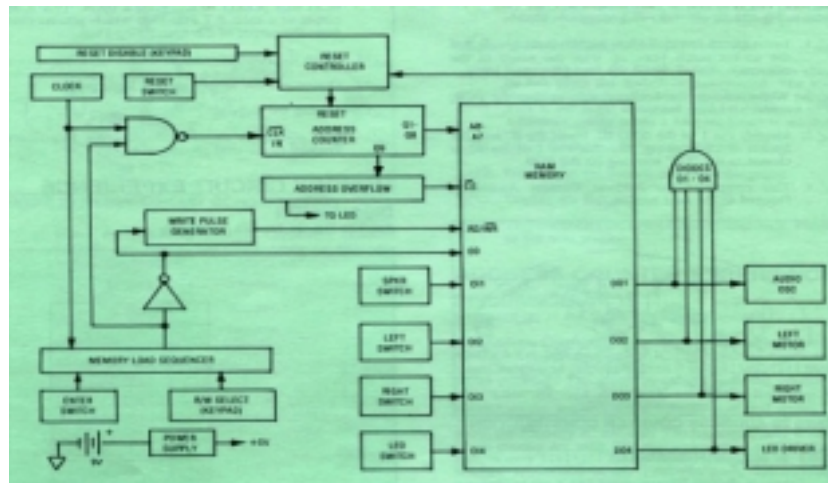 RESET DISABLE (KEYPAD)
RESET
CONTROLLER
CLOCK
RESET
SWITCH
RESET
CLK
IN
ADDRESS
COUNTER
Q1-
Q8
Q9
A0-
A7
RAM
MEMORY
DIODES
D1 - D4
ADDRESS OVERFLOW
TO LED
WRITE PULSE
GENERATOR
RD/WR
SPKR
SWITCH
DI1
DO1
AUDIO
OSC
LEFT
SWITCH
DI2
DO2
LEFT
MOTOR
MEMORY LOAD SEQUENCER
RIGHT
SWITCH
DI3
DO3
RIGHT
MOTOR
ENTER
SWITCH
R/W SELECT
(KEYPAD)
LED
SWITCH
DI4
DO4
LED DRIVER
+
9V
POWER
SUPPLY
+5V